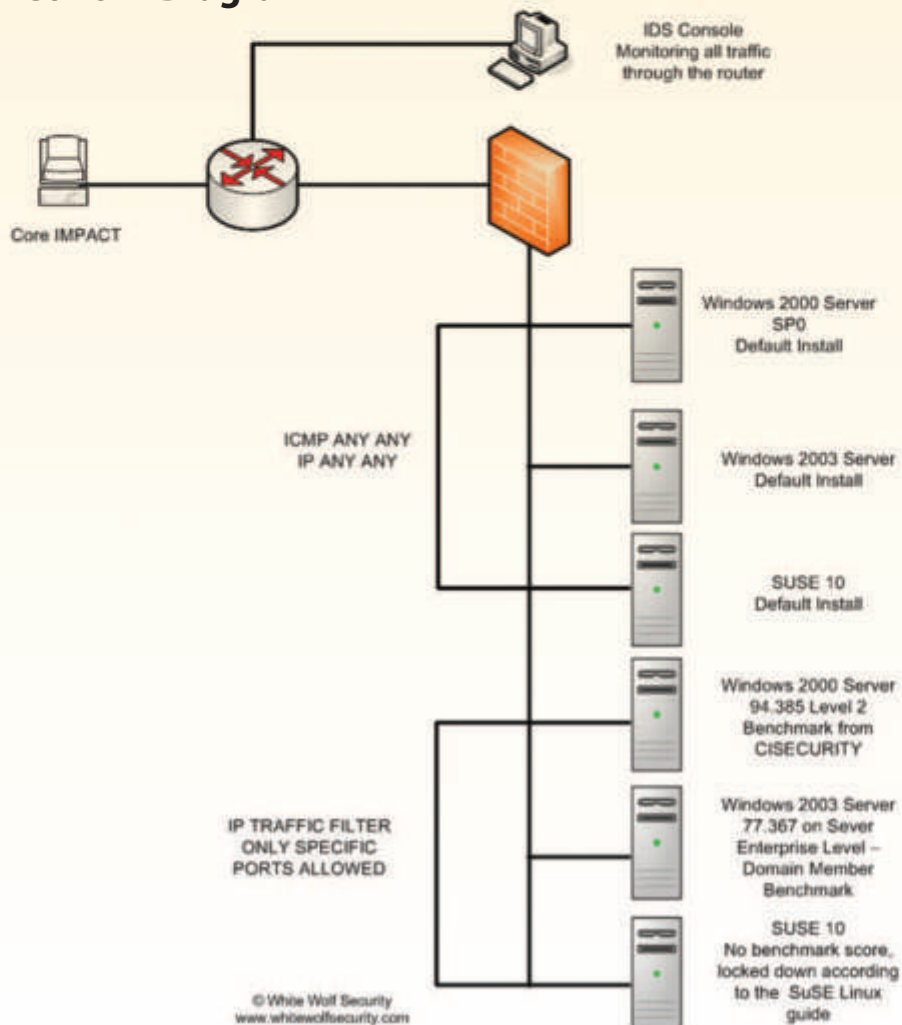 IDS Console
Monitoring all traffic
through the router
Core IMPACT
Windows 2000 Server
SP0
Default Install
ICMP ANY ANY
IP ANY ANY
Windows 2003 Server
Default Install
SUSE 10
Default Install
Windows 2000 Server
94.385 Level 2
Benchmark from
CISECURITY
IP TRAFFIC FILTER
ONLY SPECIFIC
PORTS ALLOWED
Windows 2003 Server
77.367 on Sever
Enterprise Level –
Domain Member
Benchmark
SUSE 10
No benchmark score,
locked down according
to the SuSE Linux
guide
© White Wolf Security
www.whitewolfsecurity.com